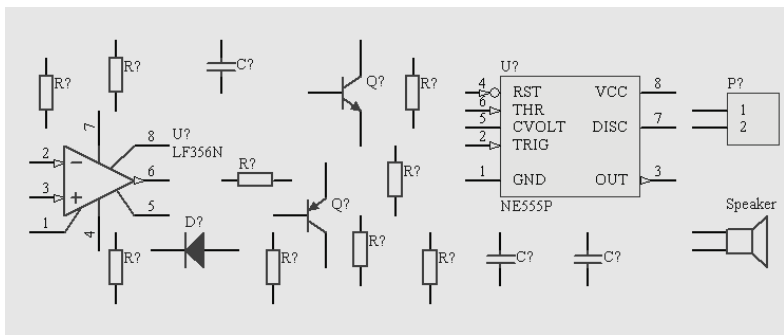 R?
R?
C?
Q?
R?
U?
4
RST
VCC
8
6
THR
5
CVOLT
DISC
7
2
TRIG
1
GND
OUT
3
NE555P
P?
1
2
7
8
U?
LF356N
2
−
6
3
+
1
4
5
R?
R?
Q?
D?
R?
R?
R?
R?
C?
C?
Speaker